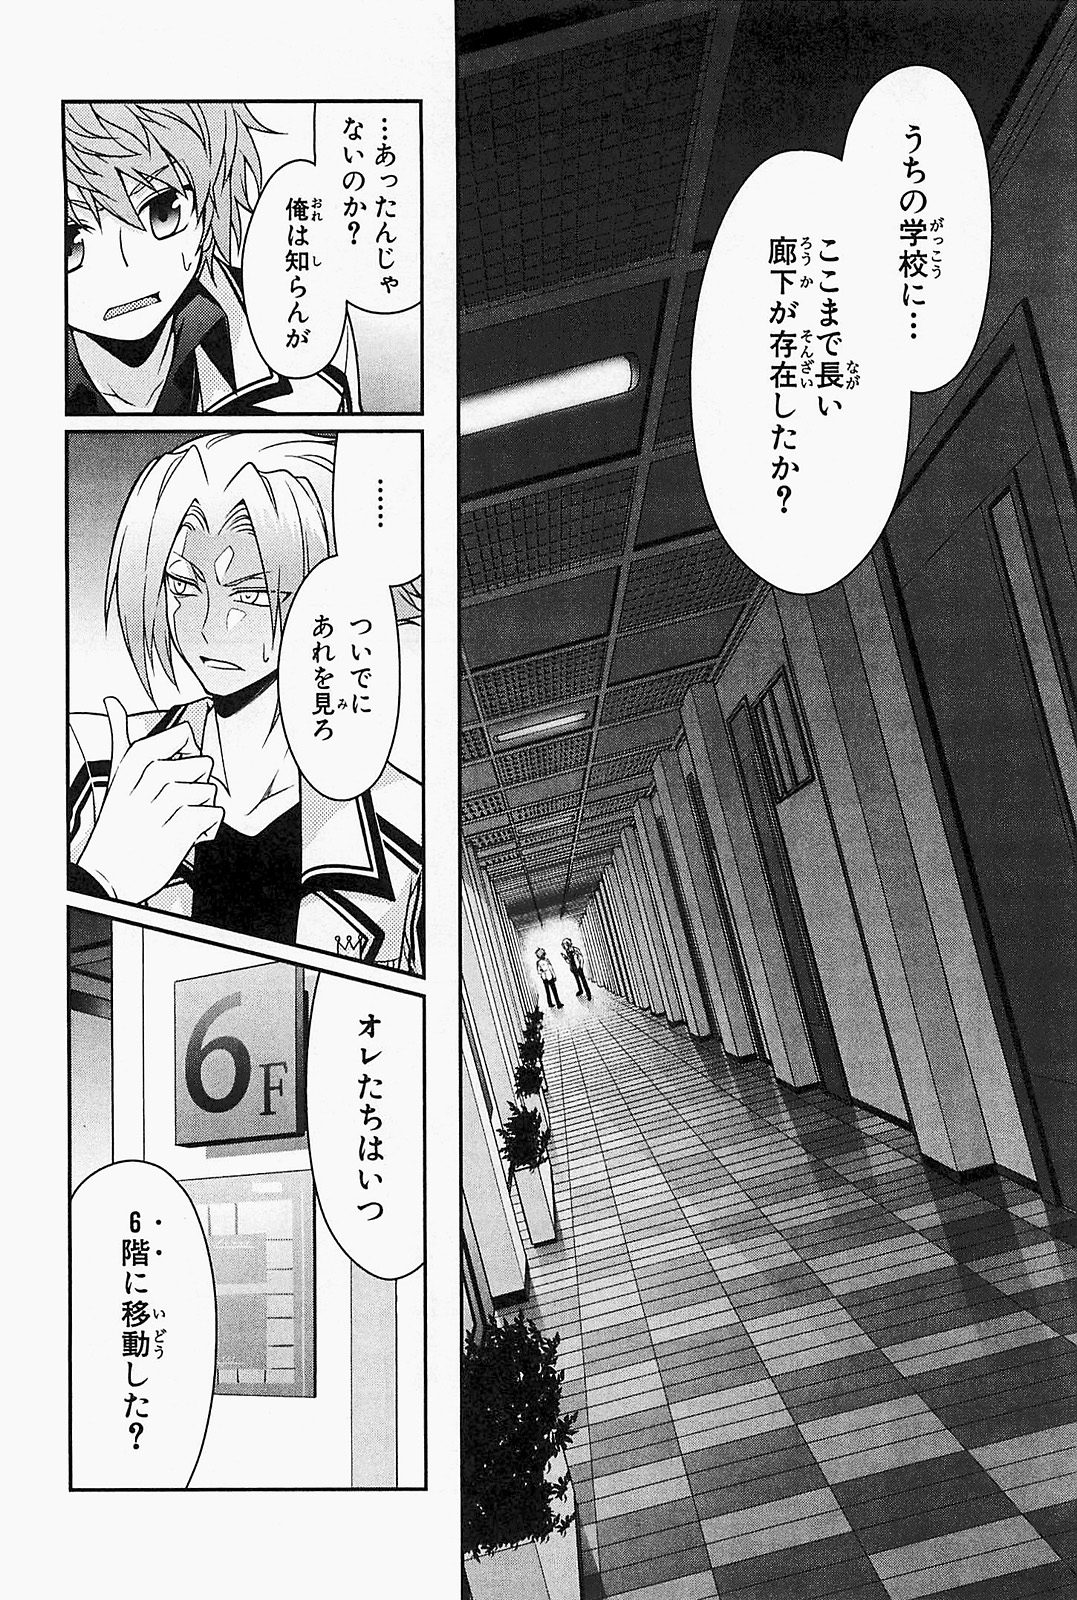 うちの学校に…
ここまで長い
廊下が存在したか？
…あったんじゃ
ないのか？
俺は知らんが
……
ついでに
あれを見ろ
6F
オレたちはいつ
6階に移動した？